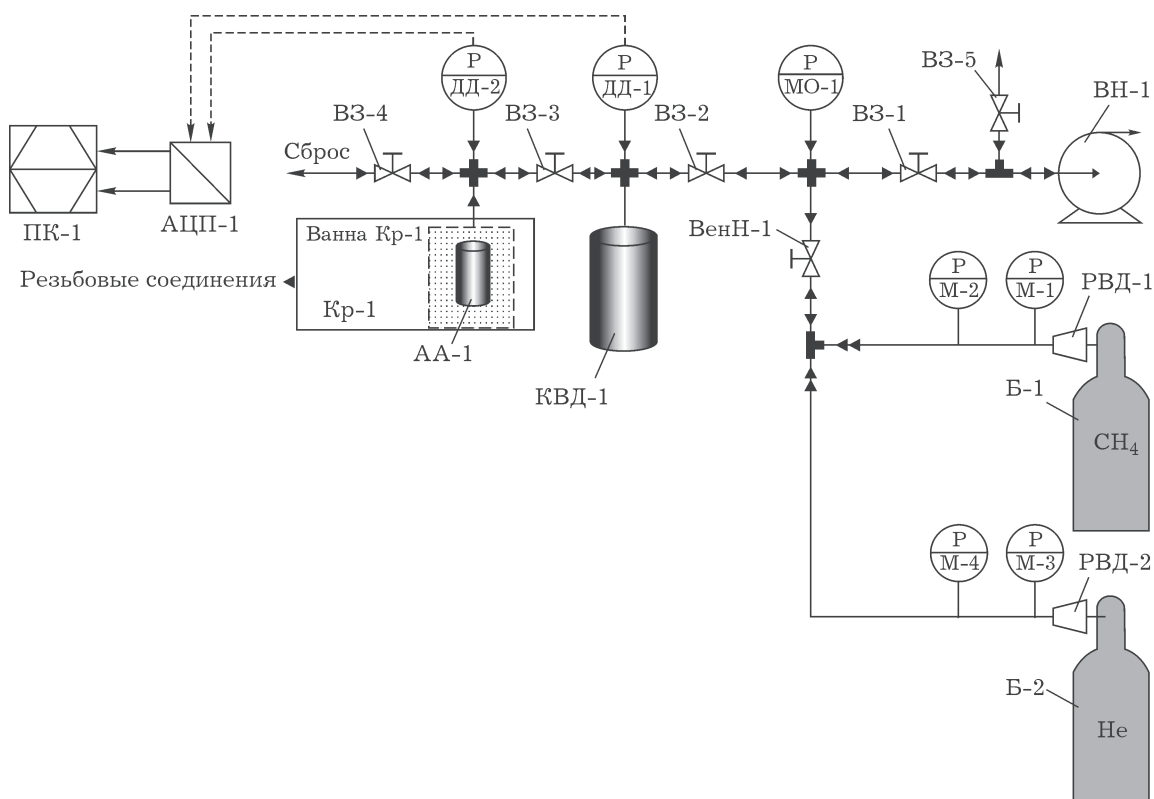 P
ДД-2
P
ДД-1
P
МО-1
ВЗ-5
ВН-1
ВЗ-4
ВЗ-3
ВЗ-2
ВЗ-1
Сброс
ПК-1
АЦП-1
Ванна Кр-1
Резьбовые соединения
Кр-1
АА-1
КВД-1
ВенН-1
P
М-2
P
М-1
РВД-1
Б-1
CH4
P
М-4
P
М-3
РВД-2
Б-2
He